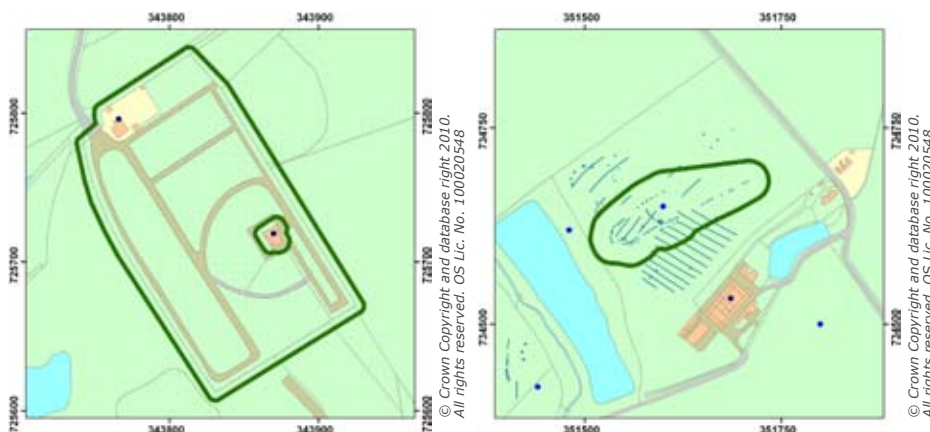 343800 343900
725800 725800
725700 725700
725600 725600
343800 343900
© Crown Copyright and database right 2010.
All rights reserved. OS Lic. No. 100020548
351500 351750
734750 734750
734500 734500
351500 351750
© Crown Copyright and database right 2010.
All rights reserved. OS Lic. No. 100020548